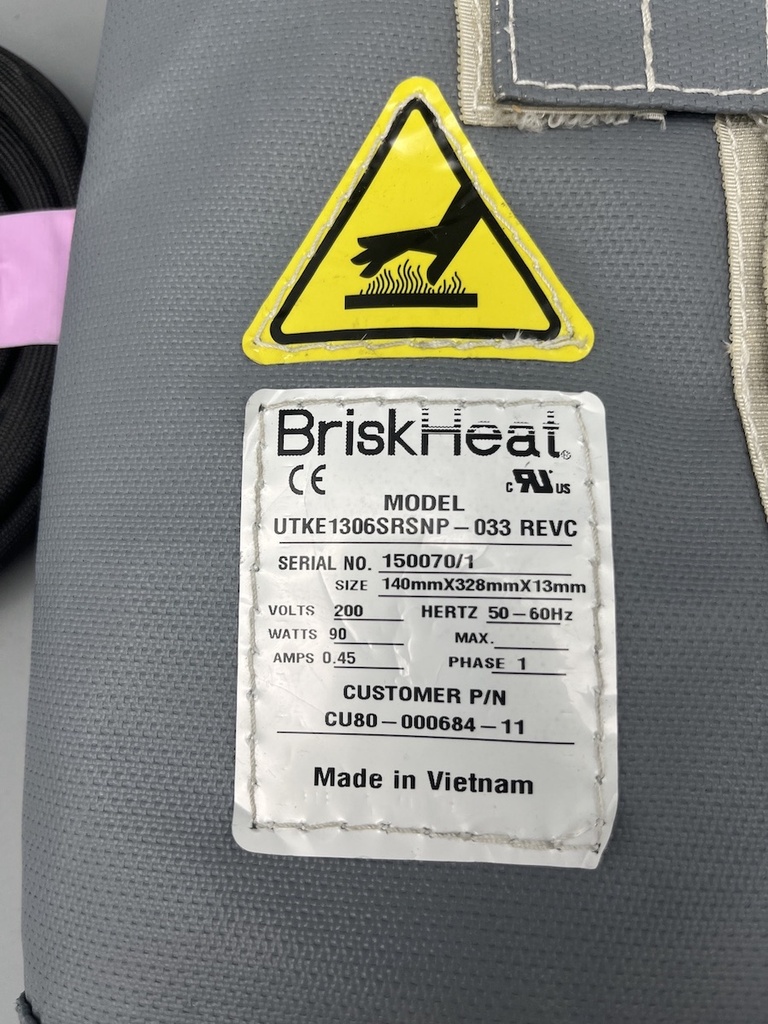 BriskHeat®
CE c RU US
MODEL
UTKE1306SRSNP-033 REVC
SERIAL NO. 150070/1
SIZE 140mmX328mmX13mm
VOLTS 200 HERTZ 50-60Hz
WATTS 90 MAX.
AMPS 0.45 PHASE 1
CUSTOMER P/N
CU80-000684-11
Made in Vietnam